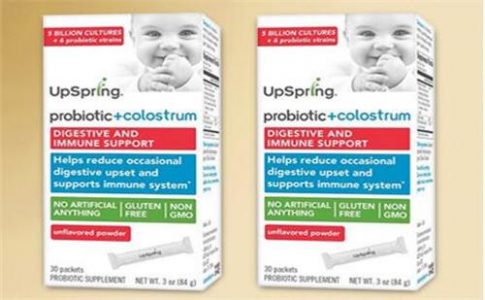 5 BILLION CULTURES
+ 6 probiotic strains
UpSpring
probiotic+colostrum
DIGESTIVE AND
IMMUNE SUPPORT
Helps reduce occasional
digestive upset and
supports immune system*
NO ARTIFICIAL
ANYTHING
GLUTEN
FREE
NON
GMO
unflavored powder
UpSpring
30 packets
PROBIOTIC SUPPLEMENT
NET WT. 3 oz (84 g)
5 BILLION CULTURES
+ 6 probiotic strains
UpSpring
probiotic+colostrum
DIGESTIVE AND
IMMUNE SUPPORT
Helps reduce occasional
digestive upset and
supports immune system*
NO ARTIFICIAL
ANYTHING
GLUTEN
FREE
NON
GMO
unflavored powder
UpSpring
30 packets
PROBIOTIC SUPPLEMENT
NET WT. 3 oz (84 g)